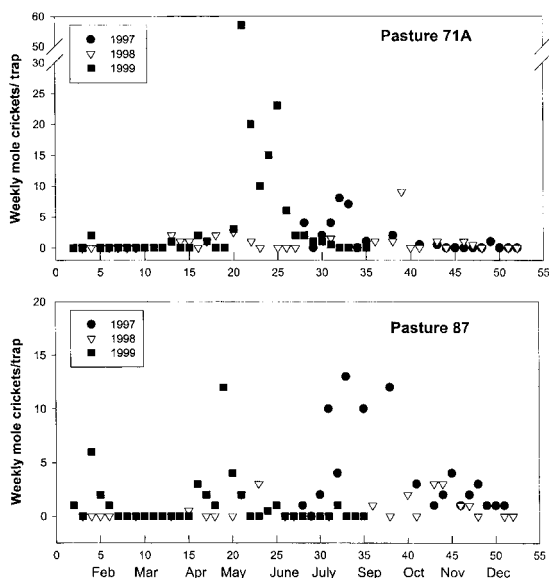 60
50
30
25
20
15
10
5
0
Weekly mole crickets/ trap
1997
1998
1999
Pasture 71A
0 5 10 15 20 25 30 35 40 45 50 55
20
15
10
5
0
Weekly mole crickets/trap
1997
1998
1999
Pasture 87
0 5 10 15 20 25 30 35 40 45 50 55
Feb Mar Apr May June July Sep Oct Nov Dec